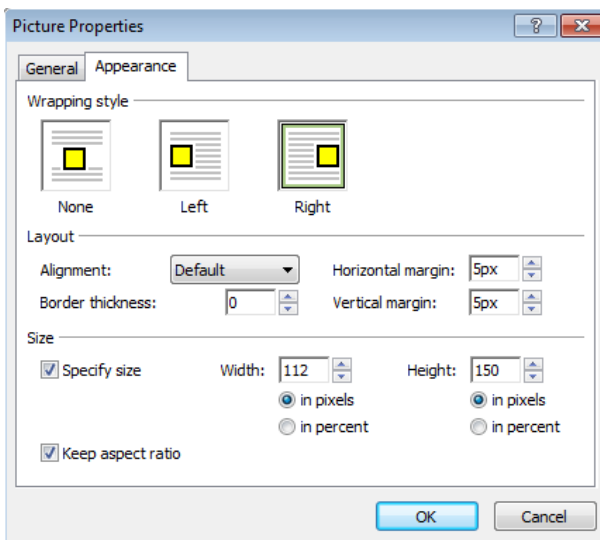 Picture Properties
General Appearance
Wrapping style
None Left Right
Layout
Alignment: Default Horizontal margin: 5px
Border thickness: 0 Vertical margin: 5px
Size
Specify size Width: 112 Height: 150
in pixels in pixels
in percent in percent
Keep aspect ratio
OK Cancel